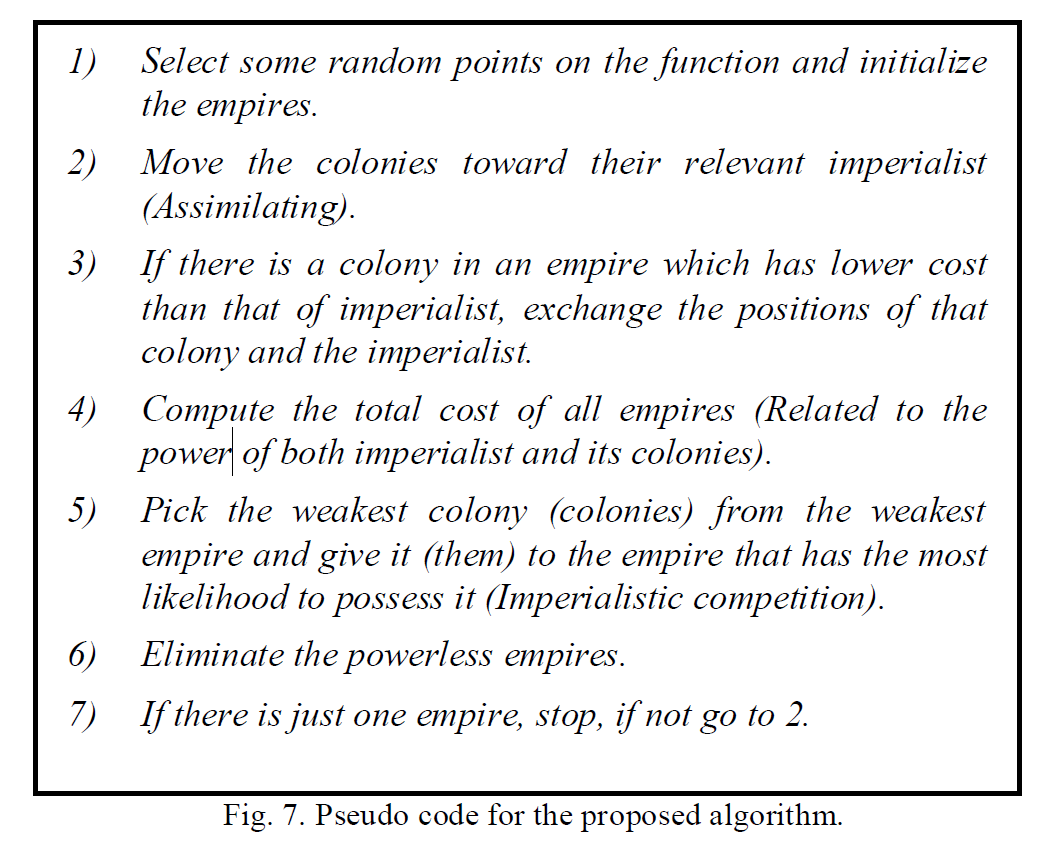 1) Select some random points on the function and initialize
the empires.
2) Move the colonies toward their relevant imperialist
(Assimilating).
3) If there is a colony in an empire which has lower cost
than that of imperialist, exchange the positions of that
colony and the imperialist.
4) Compute the total cost of all empires (Related to the
power of both imperialist and its colonies).
5) Pick the weakest colony (colonies) from the weakest
empire and give it (them) to the empire that has the most
likelihood to possess it (Imperialistic competition).
6) Eliminate the powerless empires.
7) If there is just one empire, stop, if not go to 2.
Fig. 7. Pseudo code for the proposed algorithm.